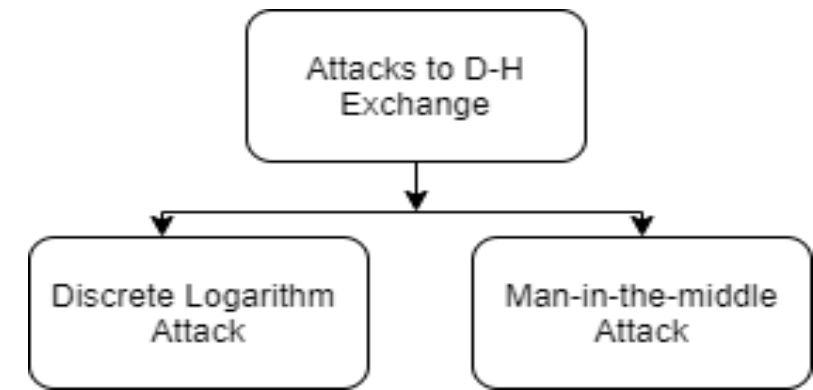 Attacks to D-H
Exchange
Discrete Logarithm
Attack
Man-in-the-middle
Attack